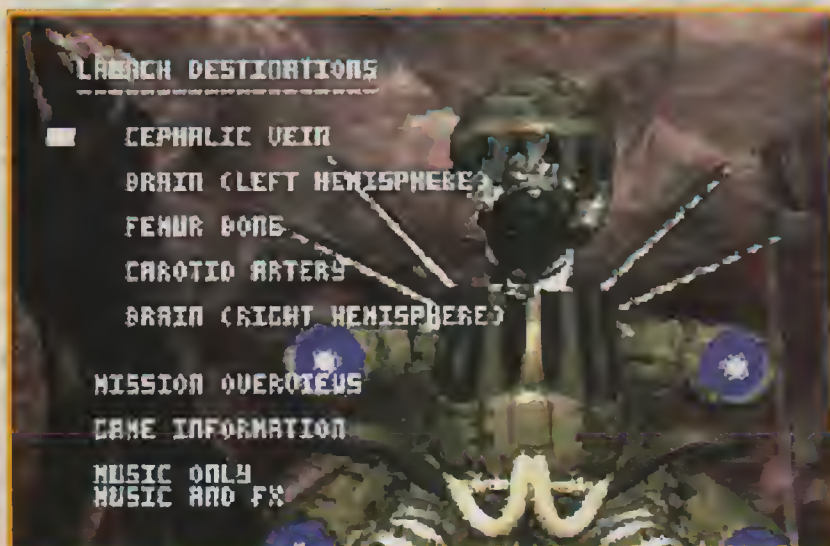 LAUNCH DESTINATIONS
CEPHALIC VEIN
BRAIN (LEFT HEMISPHERE)
FEMUR BONE
CAROTID ARTERY
BRAIN (RIGHT HEMISPHERE)
MISSION OVERVIEWS
GAME INFORMATION
MUSIC ONLY
MUSIC AND FX